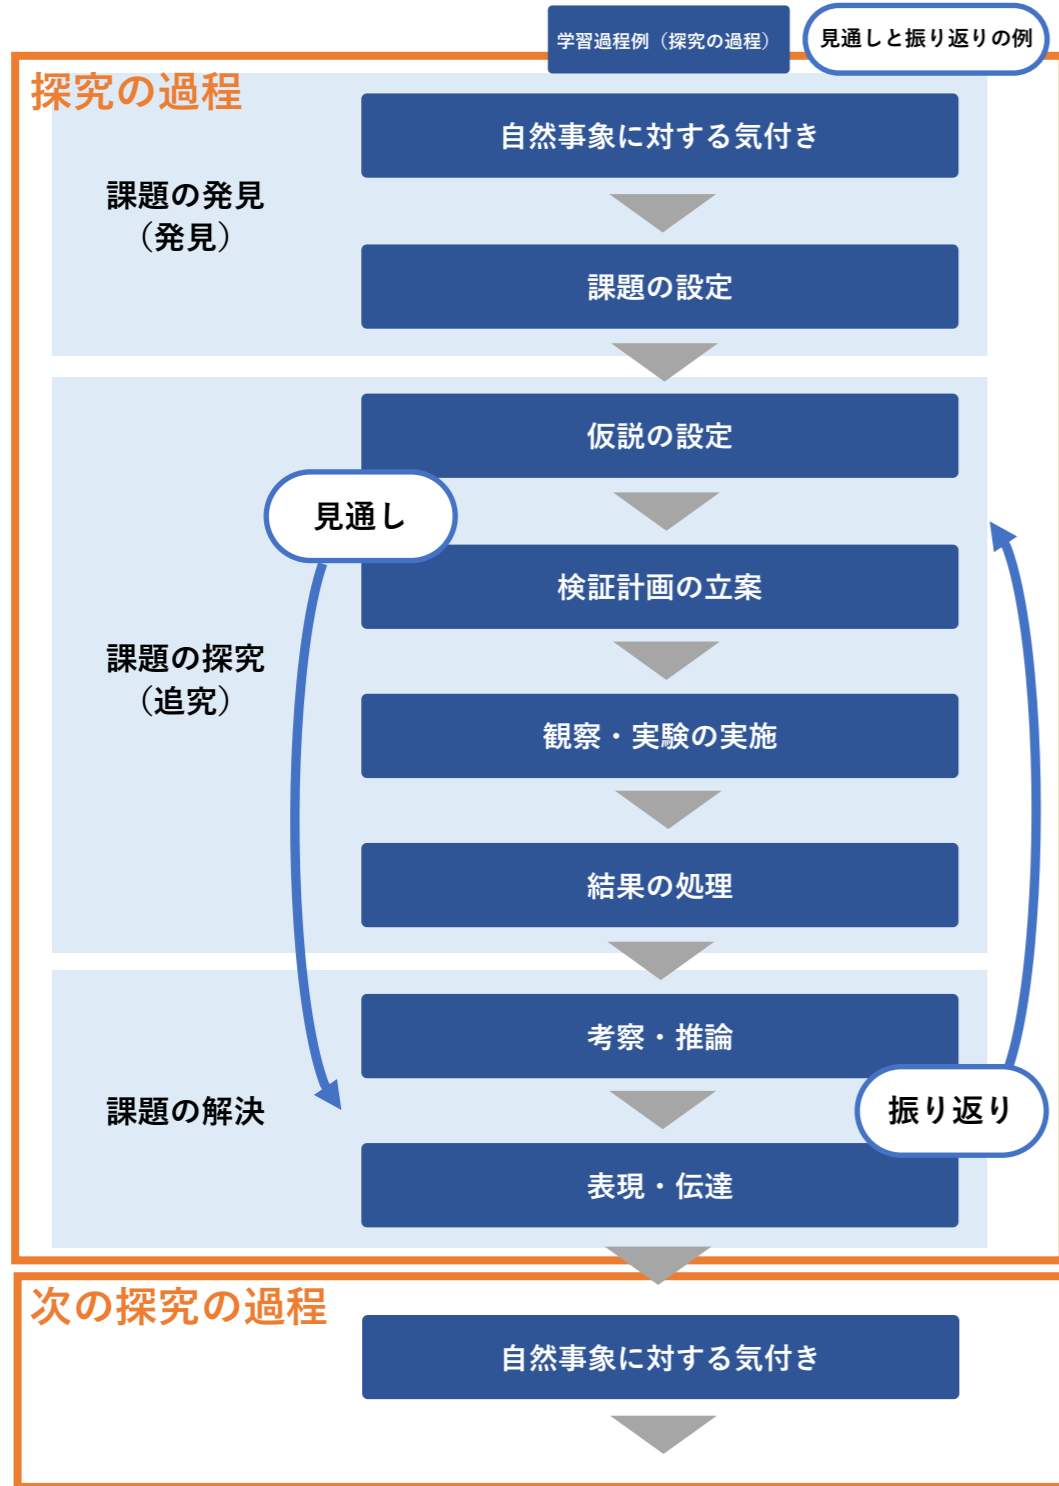 学習過程例（探究の過程）
見通しと振り返りの例
探究の過程
課題の発見
（発見）
自然事象に対する気付き
課題の設定
課題の探究
（追究）
仮説の設定
見通し
検証計画の立案
観察・実験の実施
結果の処理
課題の解決
考察・推論
振り返り
表現・伝達
次の探究の過程
自然事象に対する気付き